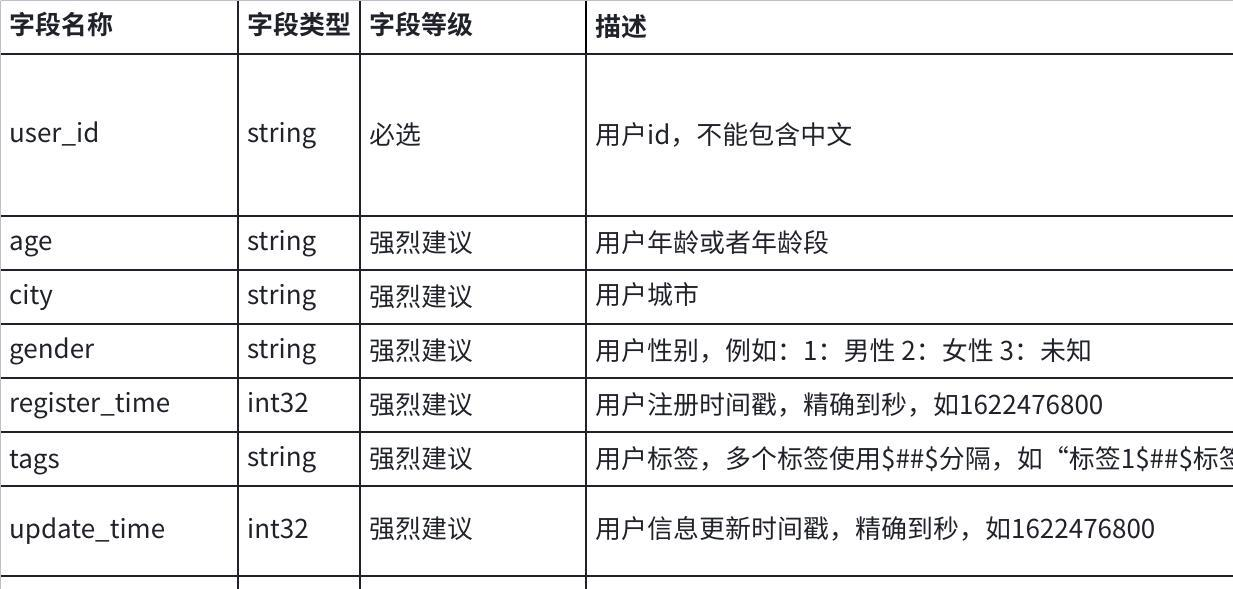 字段名称 字段类型 字段等级 描述
user_id string 必选 用户id，不能包含中文
age string 强烈建议 用户年龄或者年龄段
city string 强烈建议 用户城市
gender string 强烈建议 用户性别，例如：1：男性 2：女性 3：未知
register_time int32 强烈建议 用户注册时间戳，精确到秒，如1622476800
tags string 强烈建议 用户标签，多个标签使用$##$分隔，如“标签1$##$标签
update_time int32 强烈建议 用户信息更新时间戳，精确到秒，如1622476800